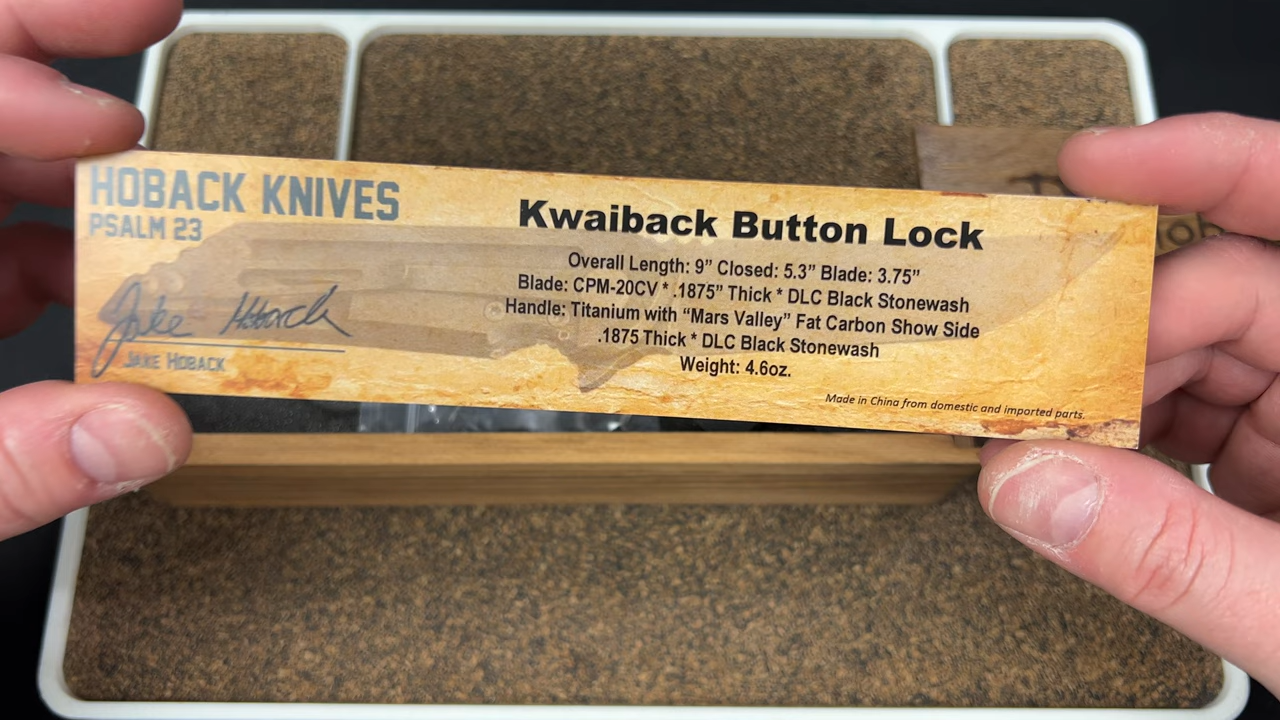 HOBACK KNIVES
PSALM 23
Jake Hoback
JAKE HOBACK
Kwaiback Button Lock
Overall Length: 9” Closed: 5.3” Blade: 3.75”
Blade: CPM-20CV * .1875” Thick * DLC Black Stonewash
Handle: Titanium with “Mars Valley” Fat Carbon Show Side
.1875 Thick * DLC Black Stonewash
Weight: 4.6oz.
Made in China from domestic and imported parts.